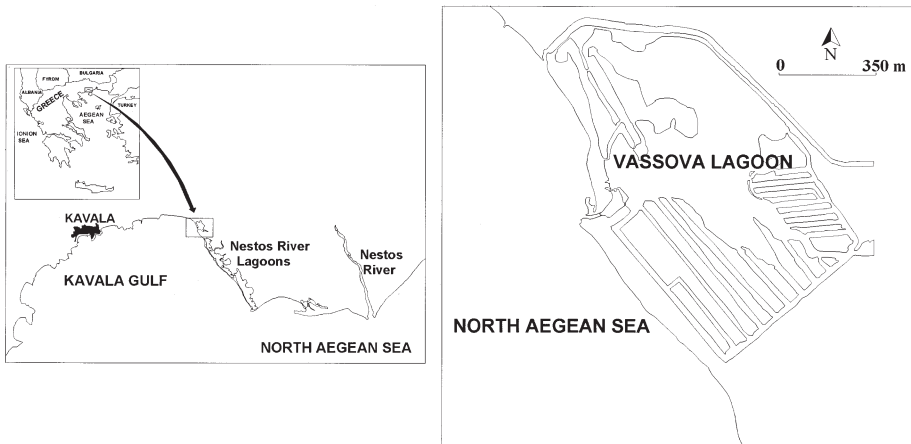 BULGARIA
FYROM
ALBANIA
GREECE
TURKEY
AEGEAN
SEA
IONION
SEA
KAVALA
Nestos River
Lagoons
Nestos
River
KAVALA GULF
NORTH AEGEAN SEA
N
0 350 m
VASSOVA LAGOON
NORTH AEGEAN SEA